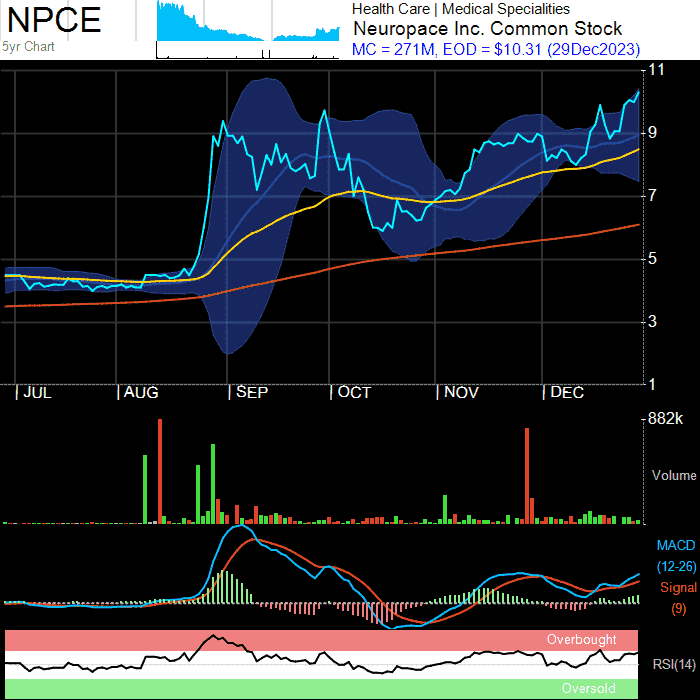 NPCE
5yr Chart
Health Care | Medical Specialities
Neuropace Inc. Common Stock
MC = 271M, EOD = $10.31 (29Dec2023)
11
9
7
5
3
1
JUL AUG SEP OCT NOV DEC
882k
Volume
MACD
(12-26)
Signal
(9)
Overbought
RSI(14)
Oversold